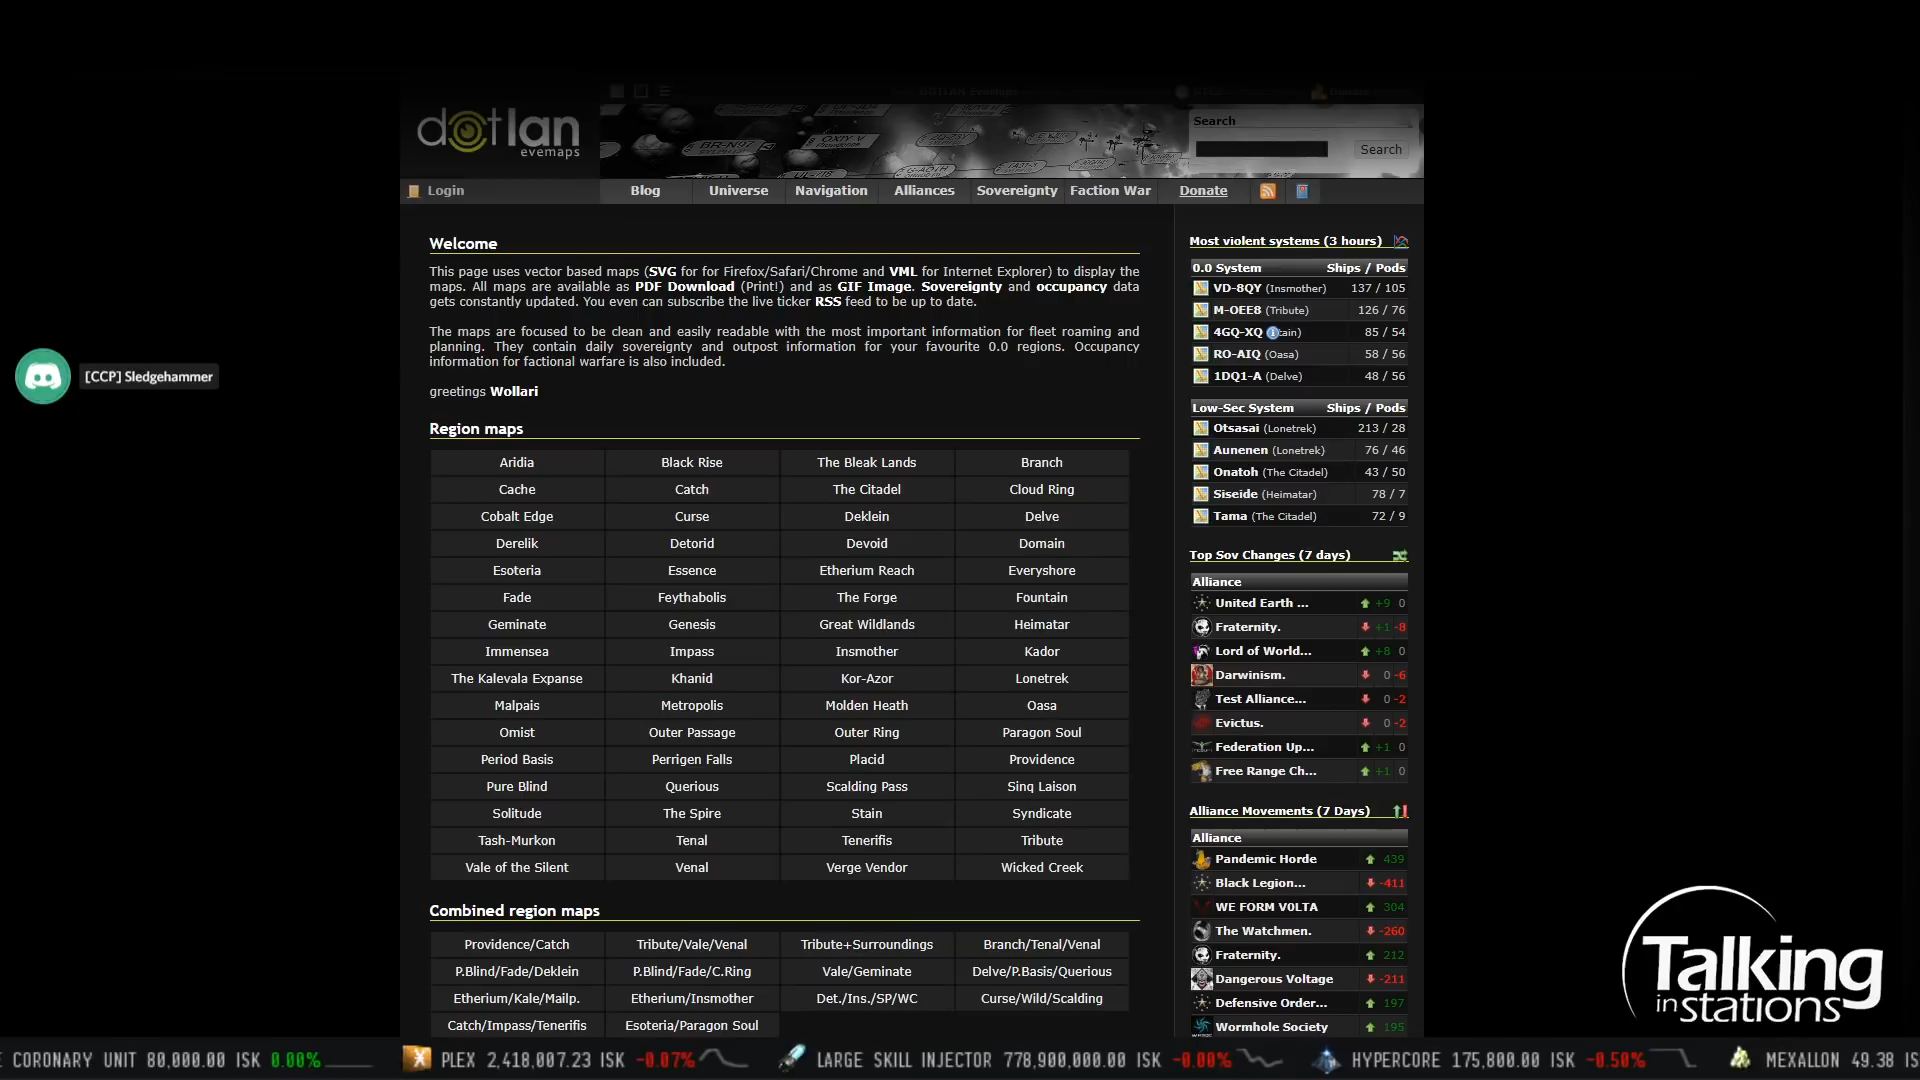 dotlan
evemaps
Search
Search
Login
Blog
Universe
Navigation
Alliances
Sovereignty
Faction War
Donate
Welcome
This page uses vector based maps (SVG for for Firefox/Safari/Chrome and VML for Internet Explorer) to display the
maps. All maps are available as PDF Download (Print!) and as GIF Image. Sovereignty and occupancy data
gets constantly updated. You even can subscribe the live ticker RSS feed to be up to date.
The maps are focused to be clean and easily readable with the most important information for fleet roaming and
planning. They contain daily sovereignty and outpost information for your favourite 0.0 regions. Occupancy
information for factional warfare is also included.
greetings Wollari
[CCP] Sledgehammer
Region maps
Aridia Black Rise The Bleak Lands Branch
Cache Catch The Citadel Cloud Ring
Cobalt Edge Curse Deklein Delve
Derelik Detorid Devoid Domain
Esoteria Essence Etherium Reach Everyshore
Fade Feythabolis The Forge Fountain
Geminate Genesis Great Wildlands Heimatar
Immensea Impass Insmother Kador
The Kalevala Expanse Khanid Kor-Azor Lonetrek
Malpais Metropolis Molden Heath Oasa
Omist Outer Passage Outer Ring Paragon Soul
Period Basis Perrigen Falls Placid Providence
Pure Blind Querious Scalding Pass Sinq Laison
Solitude The Spire Stain Syndicate
Tash-Murkon Tenal Tenerifis Tribute
Vale of the Silent Venal Verge Vendor Wicked Creek
Combined region maps
Providence/Catch Tribute/Vale/Venal Tribute+Surroundings Branch/Tenal/Venal
P.Blind/Fade/Deklein P.Blind/Fade/C.Ring Vale/Geminate Delve/P.Basis/Querious
Etherium/Kale/Mailp. Etherium/Insmother Det./Ins./SP/WC Curse/Wild/Scalding
Catch/Impass/Tenerifis Esoteria/Paragon Soul
Most violent systems (3 hours)
0.0 System Ships / Pods
VD-8QY (Insmother) 137 / 105
M-OEE8 (Tribute) 126 / 76
4GQ-XQ 85 / 54
RO-AIQ (Oasa) 58 / 56
1DQ1-A (Delve) 48 / 56
Low-Sec System Ships / Pods
Otsasai (Lonetrek) 213 / 28
Aunenen (Lonetrek) 76 / 46
Onatoh (The Citadel) 43 / 50
Siseide (Heimatar) 78 / 7
Tama (The Citadel) 72 / 9
Top Sov Changes (7 days)
Alliance
United Earth ... +9 0
Fraternity. +1 -8
Lord of World... +8 0
Darwinism. 0 -6
Test Alliance... 0 -2
Evictus. 0 -2
Federation Up... +1 0
Free Range Ch... +1 0
Alliance Movements (7 Days)
Alliance
Pandemic Horde 439
Black Legion... -411
WE FORM V0LTA 304
The Watchmen. -260
Fraternity. 212
Dangerous Voltage -211
Defensive Order... 197
Wormhole Society 195
Talking
in stations
CORONARY UNIT 80,000.00 ISK 0.00% PLEX 2,418,007.23 ISK -0.07% LARGE SKILL INJECTOR 778,900,000.00 ISK -0.00% HYPERCORE 175,800.00 ISK -0.50% MEXALLON 49.38